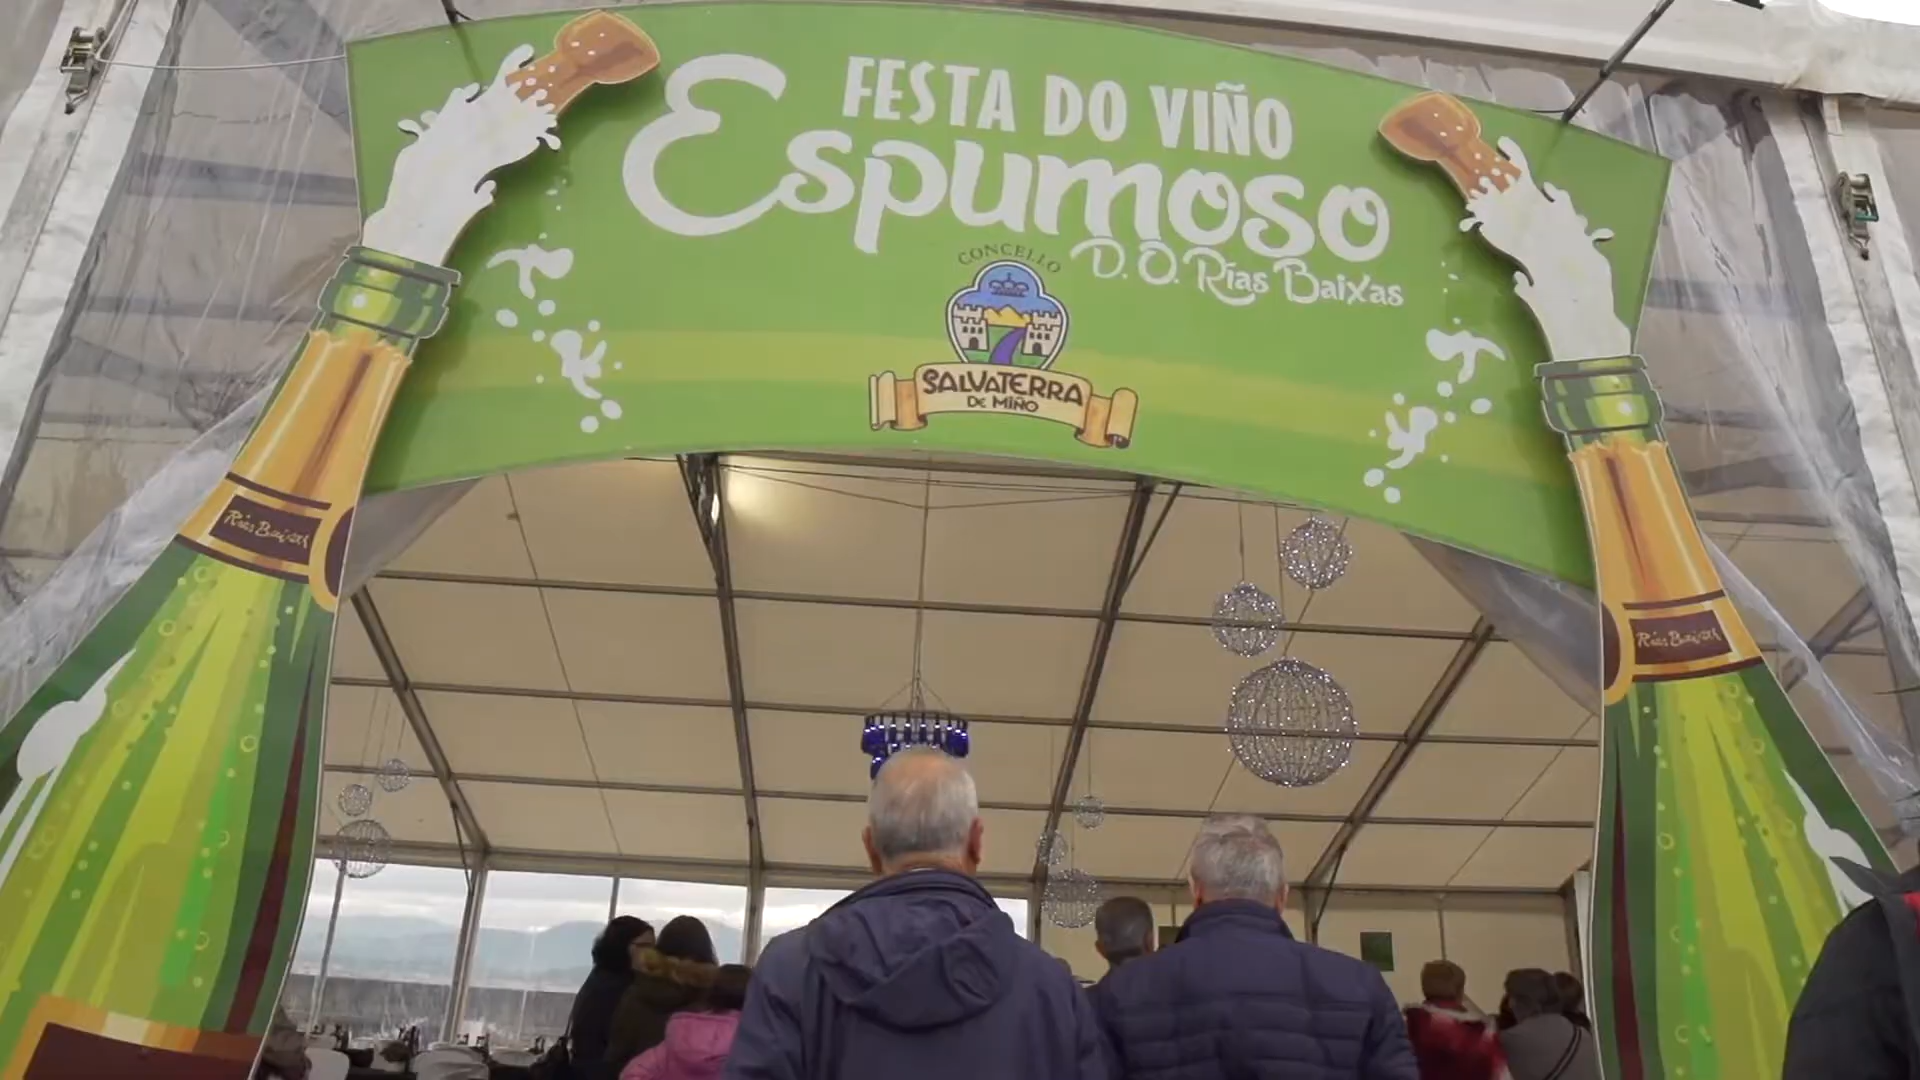 FESTA DO VIÑO
Espumoso
D. O. Rías Baixas
CONCELLO
SALVATERRA
DE MIÑO
Rías Baixas
Rías Baixas